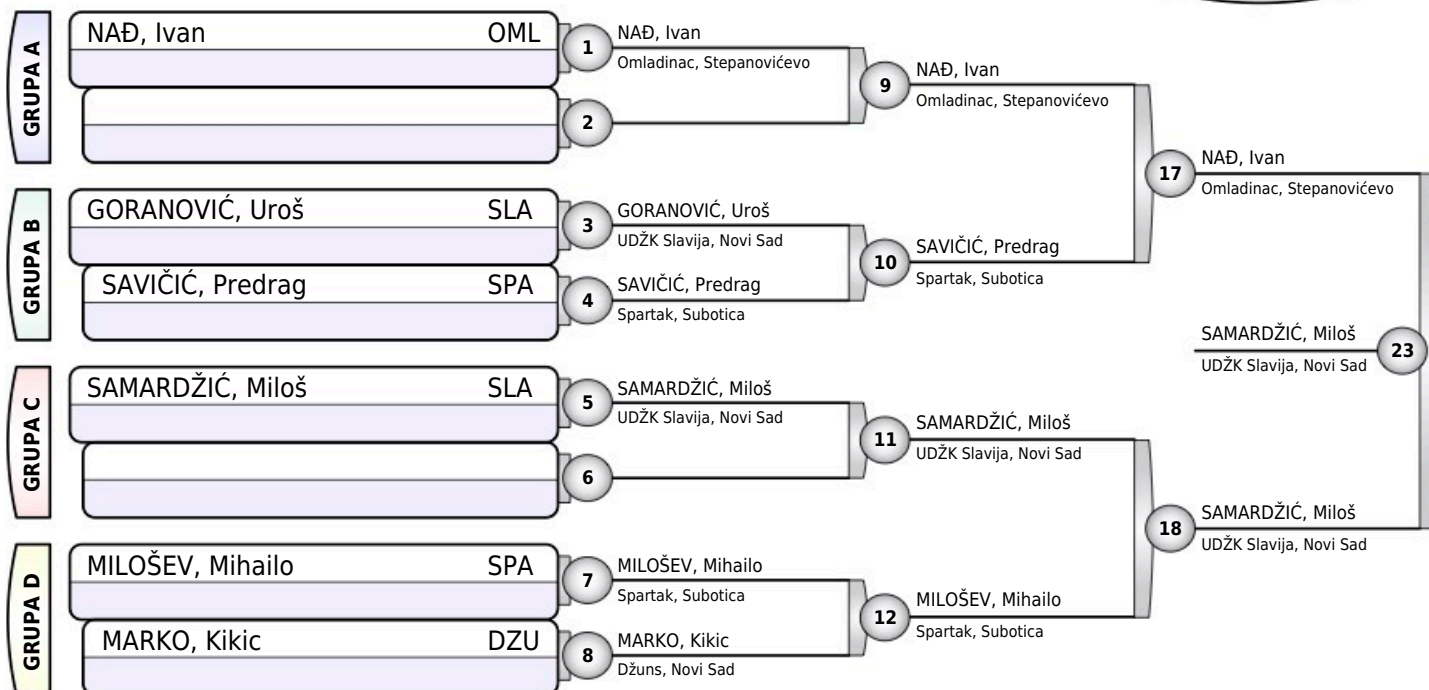 GRUPA A
NAĐ, Ivan OML
1
NAĐ, Ivan
Omladinac, Stepanovićevo
2
9
NAĐ, Ivan
Omladinac, Stepanovićevo
GRUPA B
GORANOVIĆ, Uroš SLA
3
GORANOVIĆ, Uroš
UDŽK Slavija, Novi Sad
SAVIČIĆ, Predrag SPA
4
SAVIČIĆ, Predrag
Spartak, Subotica
10
SAVIČIĆ, Predrag
Spartak, Subotica
17
NAĐ, Ivan
Omladinac, Stepanovićevo
GRUPA C
SAMARDŽIĆ, Miloš SLA
5
SAMARDŽIĆ, Miloš
UDŽK Slavija, Novi Sad
6
11
SAMARDŽIĆ, Miloš
UDŽK Slavija, Novi Sad
GRUPA D
MILOŠEV, Mihailo SPA
7
MILOŠEV, Mihailo
Spartak, Subotica
MARKO, Kikic DZU
8
MARKO, Kikic
Džuns, Novi Sad
12
MILOŠEV, Mihailo
Spartak, Subotica
18
SAMARDŽIĆ, Miloš
UDŽK Slavija, Novi Sad
SAMARDŽIĆ, Miloš
UDŽK Slavija, Novi Sad
23